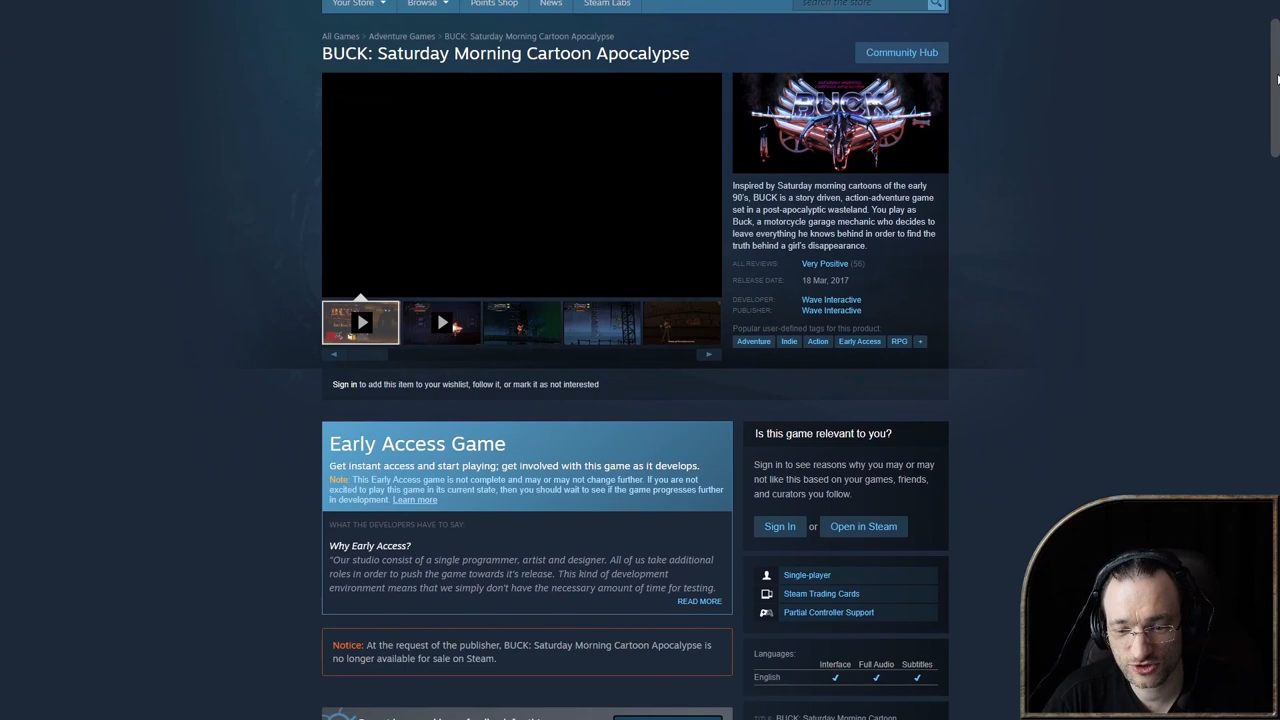 Your Store
Browse
Points Shop
News
Steam Labs
search the store
All Games > Adventure Games > BUCK: Saturday Morning Cartoon Apocalypse
BUCK: Saturday Morning Cartoon Apocalypse
Community Hub
BUCK
Inspired by Saturday morning cartoons of the early
90's, BUCK is a story driven, action-adventure game
set in a post-apocalyptic wasteland. You play as
Buck, a motorcycle garage mechanic who decides to
leave everything he knows behind in order to find the
truth behind a girl's disappearance.
ALL REVIEWS: Very Positive (56)
RELEASE DATE: 18 Mar, 2017
DEVELOPER: Wave Interactive
PUBLISHER: Wave Interactive
Popular user-defined tags for this product:
Adventure Indie Action Early Access RPG +
Sign in to add this item to your wishlist, follow it, or mark it as not interested
Early Access Game
Get instant access and start playing; get involved with this game as it develops.
Note: This Early Access game is not complete and may or may not change further. If you are not
excited to play this game in its current state, then you should wait to see if the game progresses further
in development. Learn more
WHAT THE DEVELOPERS HAVE TO SAY:
Why Early Access?
"Our studio consist of a single programmer, artist and designer. All of us take additional
roles in order to push the game towards it's release. This kind of development
environment means that we simply don't have the necessary amount of time for testing.
READ MORE
Notice: At the request of the publisher, BUCK: Saturday Morning Cartoon Apocalypse is
no longer available for sale on Steam.
Is this game relevant to you?
Sign in to see reasons why you may or may
not like this based on your games, friends,
and curators you follow.
Sign In or Open in Steam
Single-player
Steam Trading Cards
Partial Controller Support
Languages:
Interface Full Audio Subtitles
English ✔ ✔ ✔
TITLE: BUCK: Saturday Morning Cartoon